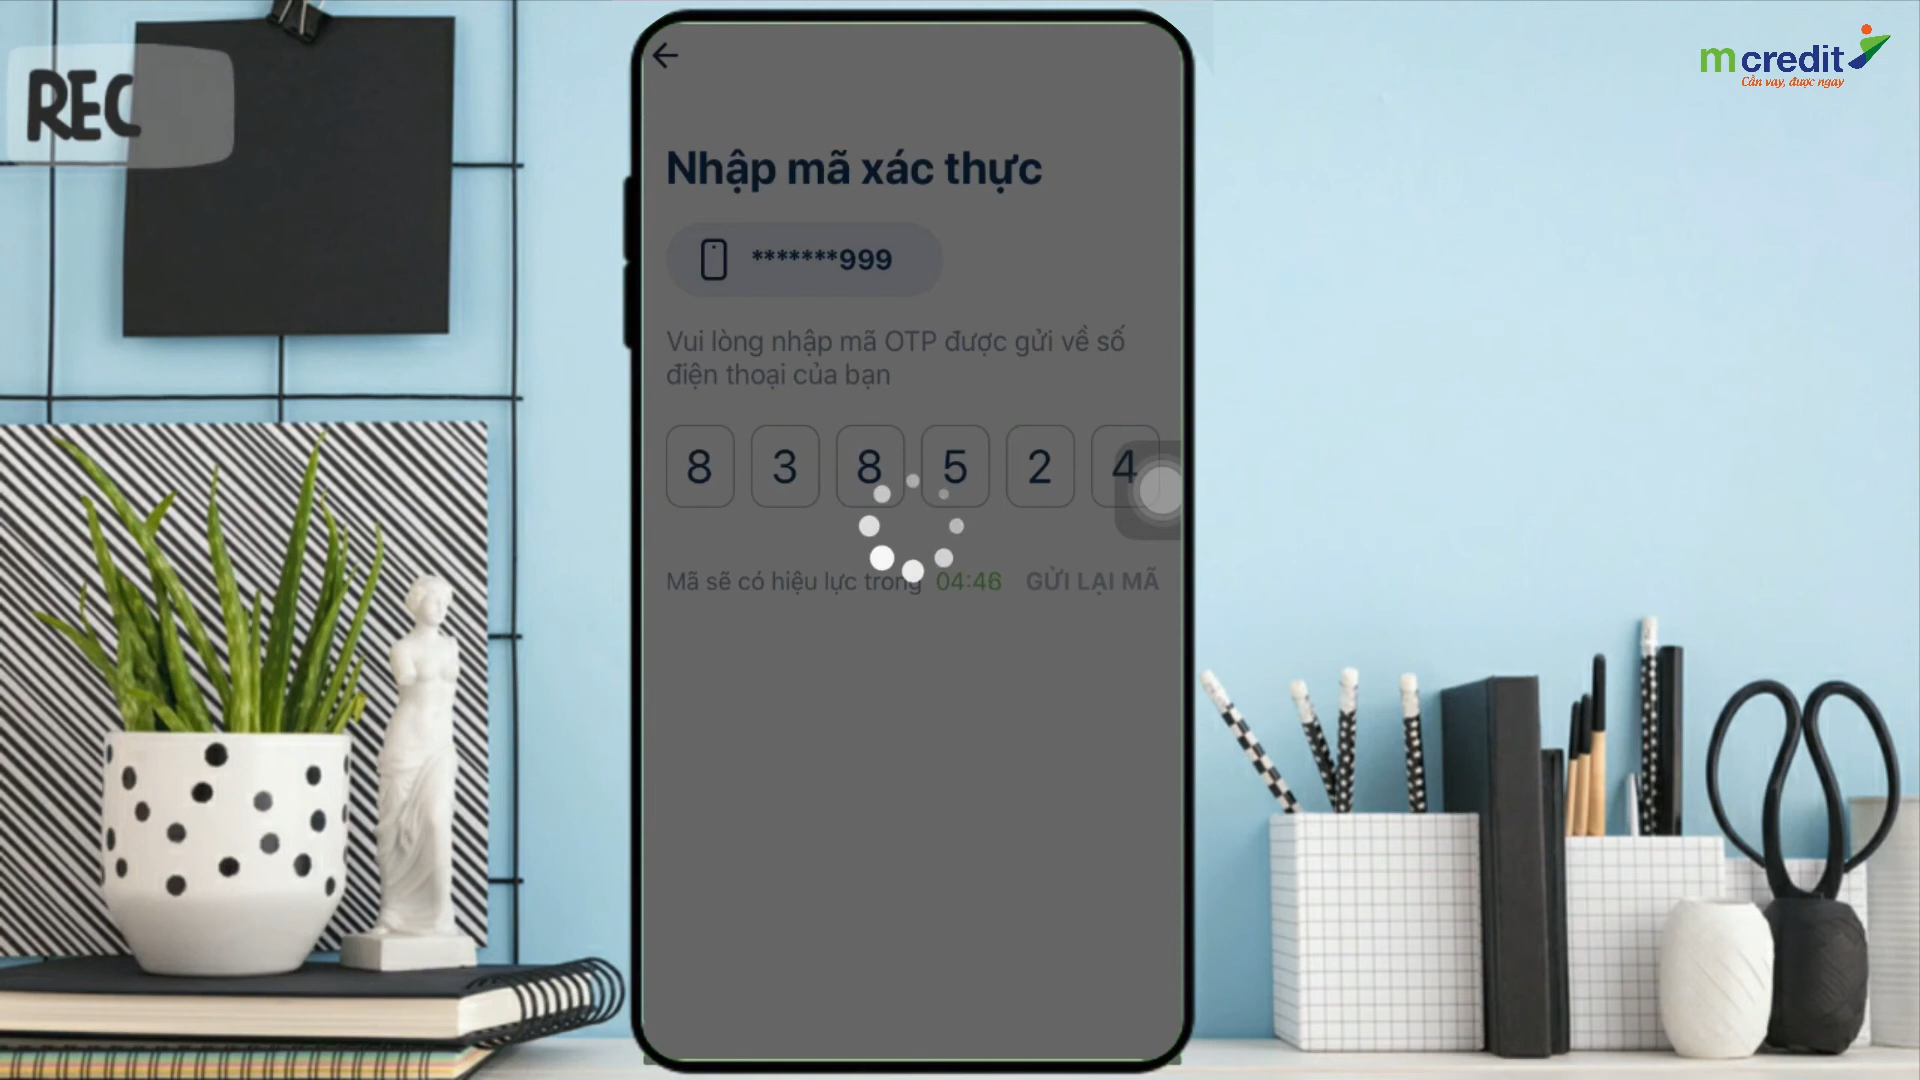 REC
mcredit
Cần vay, được ngay
Nhập mã xác thực
*******999
Vui lòng nhập mã OTP được gửi về số
điện thoại của bạn
8 3 8 5 2 4
Mã sẽ có hiệu lực trong 04:46 GỬI LẠI MÃ